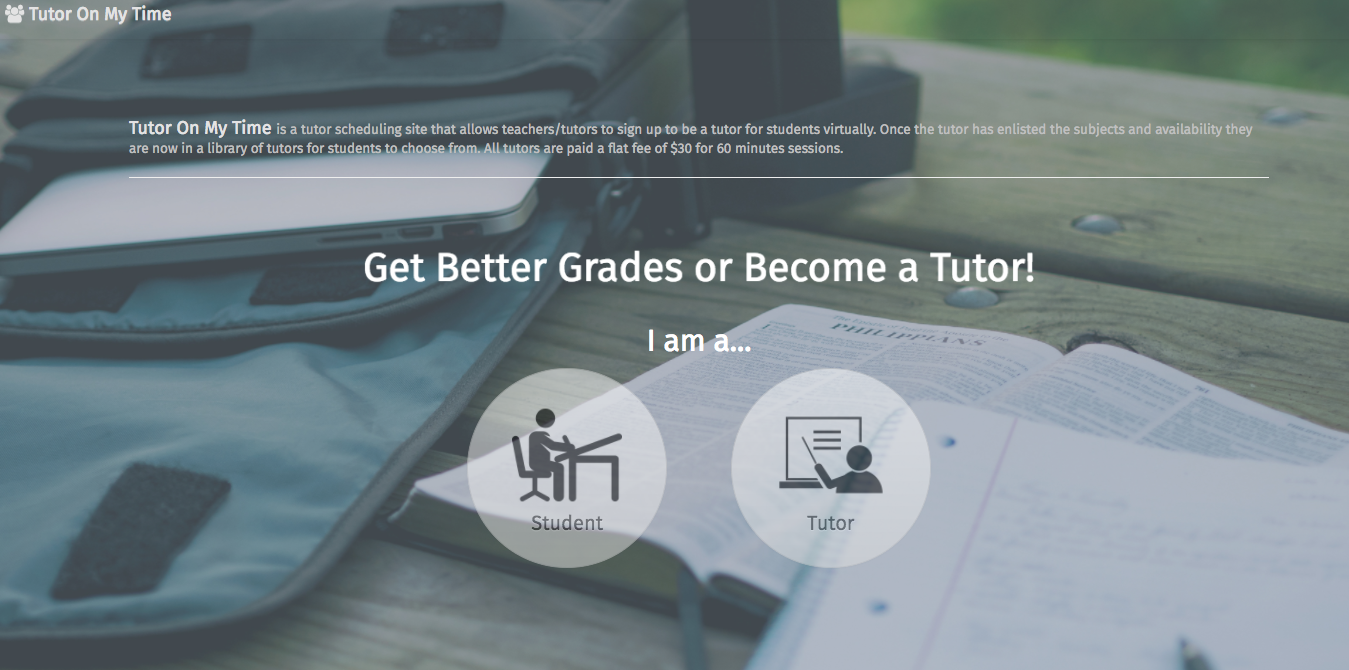 Tutor On My Time
Tutor On My Time is a tutor scheduling site that allows teachers/tutors to sign up to be a tutor for students virtually. Once the tutor has enlisted the subjects and availability they
are now in a library of tutors for students to choose from. All tutors are paid a flat fee of $30 for 60 minutes sessions.
Get Better Grades or Become a Tutor!
PHILIPPIANS
I am a...
Student
Tutor